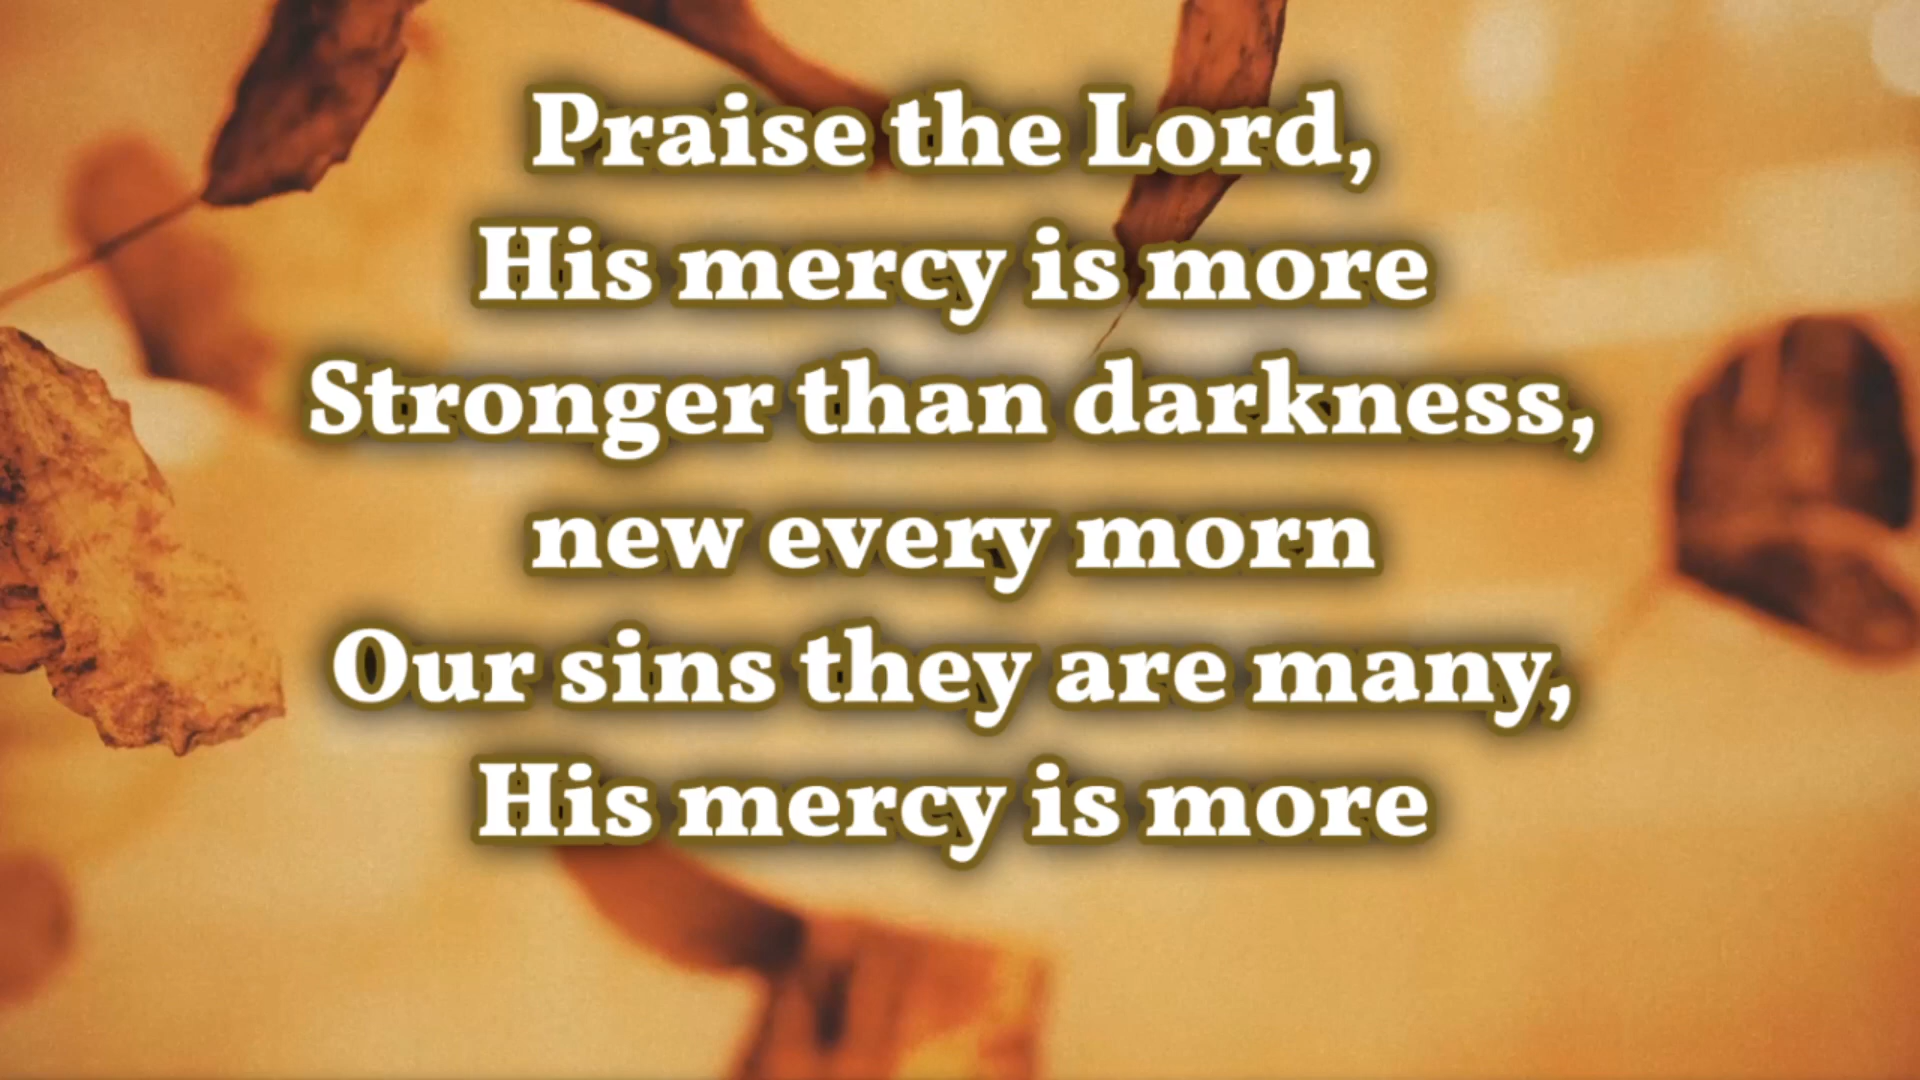 Praise the Lord,
His mercy is more
Stronger than darkness,
new every morn
Our sins they are many,
His mercy is more